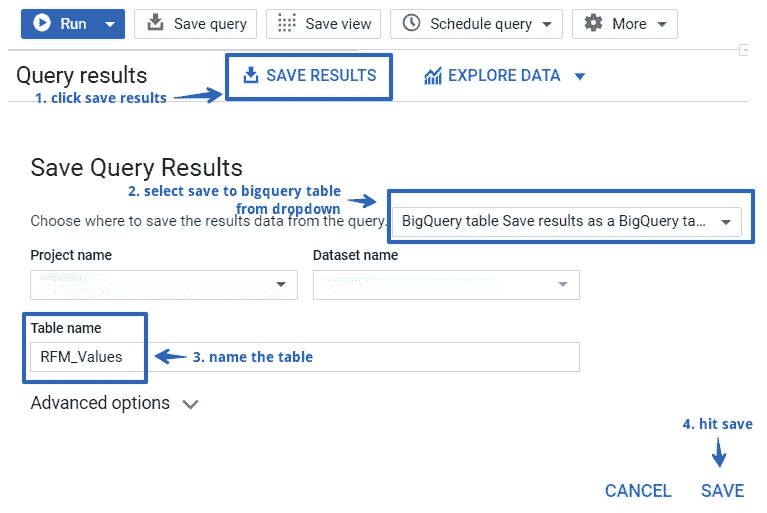 Run Save query Save view Schedule query More
Query results SAVE RESULTS EXPLORE DATA
1. click save results
Save Query Results
2. select save to bigquery table
from dropdown
Choose where to save the results data from the query. BigQuery table Save results as a BigQuery ta...
Project name Dataset name
Table name
RFM_Values 3. name the table
Advanced options
4. hit save
CANCEL SAVE